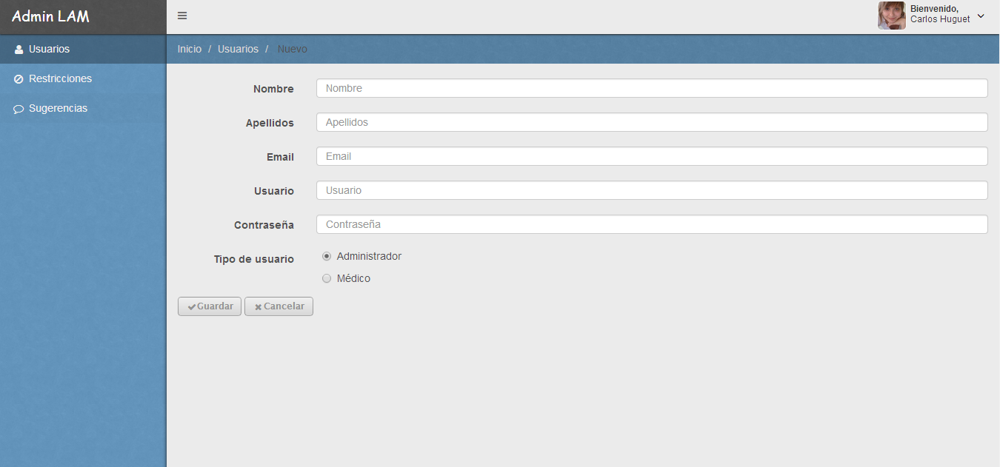 Admin LAM
Bienvenido,
Carlos Huguet
Usuarios
Restricciones
Sugerencias
Inicio / Usuarios / Nuevo
Nombre Nombre
Apellidos Apellidos
Email Email
Usuario Usuario
Contraseña Contraseña
Tipo de usuario Administrador
Médico
Guardar Cancelar